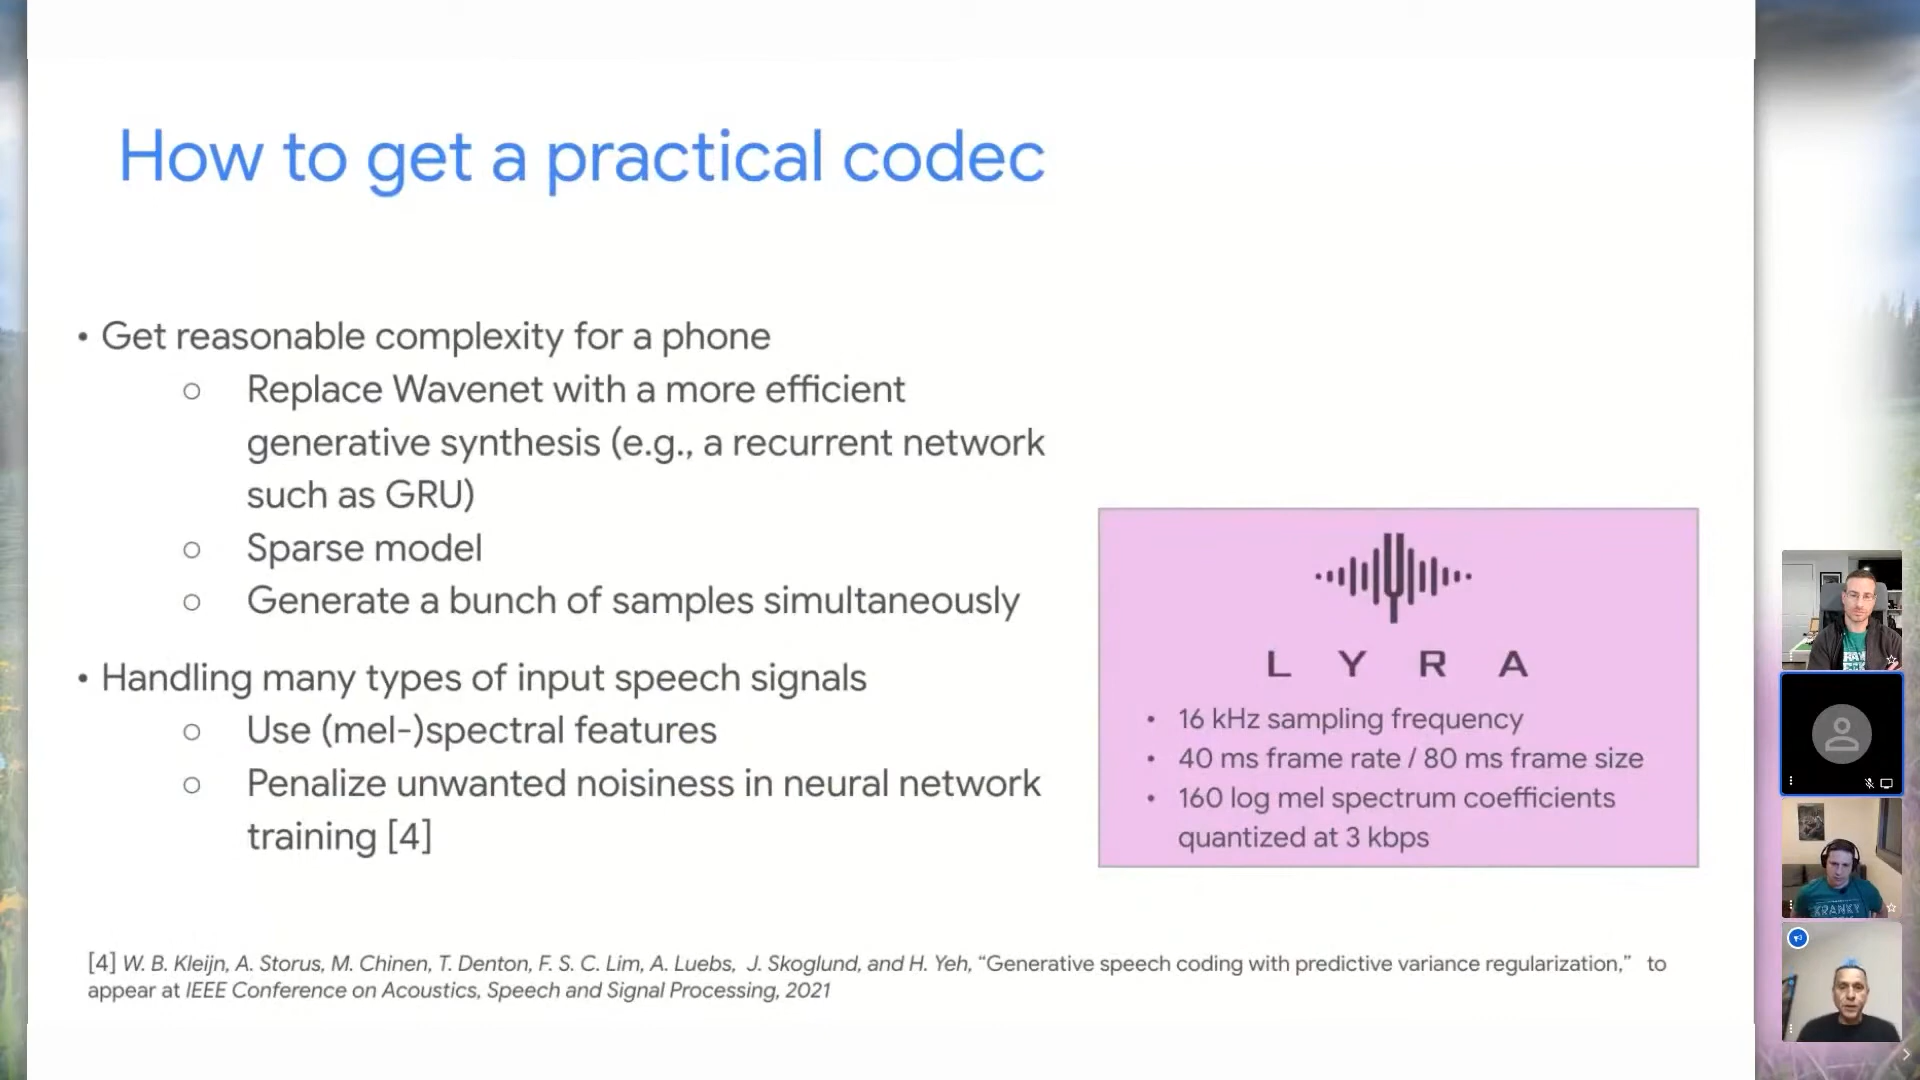 How to get a practical codec
• Get reasonable complexity for a phone
○ Replace Wavenet with a more efficient
generative synthesis (e.g., a recurrent network
such as GRU)
○ Sparse model
○ Generate a bunch of samples simultaneously
• Handling many types of input speech signals
○ Use (mel-)spectral features
○ Penalize unwanted noisiness in neural network
training [4]
LYRA
• 16 kHz sampling frequency
• 40 ms frame rate / 80 ms frame size
• 160 log mel spectrum coefficients
quantized at 3 kbps
[4] W. B. Kleijn, A. Storus, M. Chinen, T. Denton, F. S. C. Lim, A. Luebs, J. Skoglund, and H. Yeh, “Generative speech coding with predictive variance regularization,” to
appear at IEEE Conference on Acoustics, Speech and Signal Processing, 2021
KRANKY